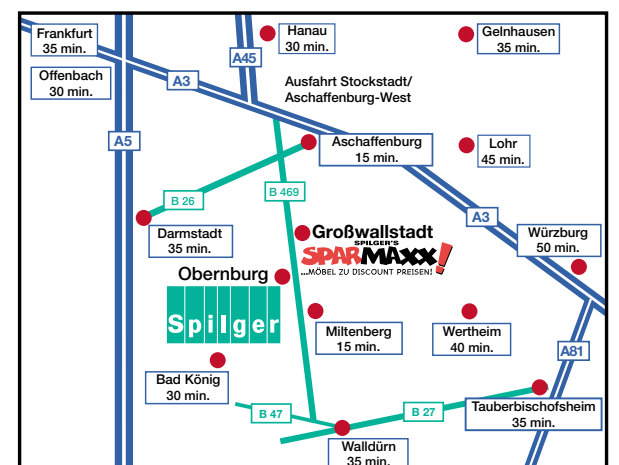 Frankfurt
35 min.
Offenbach
30 min.
Hanau
30 min.
Gelnhausen
35 min.
A45
A3
Ausfahrt Stockstadt/
Aschaffenburg-West
A5
Aschaffenburg
15 min.
Lohr
45 min.
B 26
B 469
A3
Darmstadt
35 min.
Großwallstadt
SPILGER'S
SPARMAXX!
...MÖBEL ZU DISCOUNT PREISEN!
Würzburg
50 min.
Obernburg
Spilger
Miltenberg
15 min.
Wertheim
40 min.
A81
Bad König
30 min.
B 47
B 27
Tauberbischofsheim
35 min.
Walldürn
35 min.